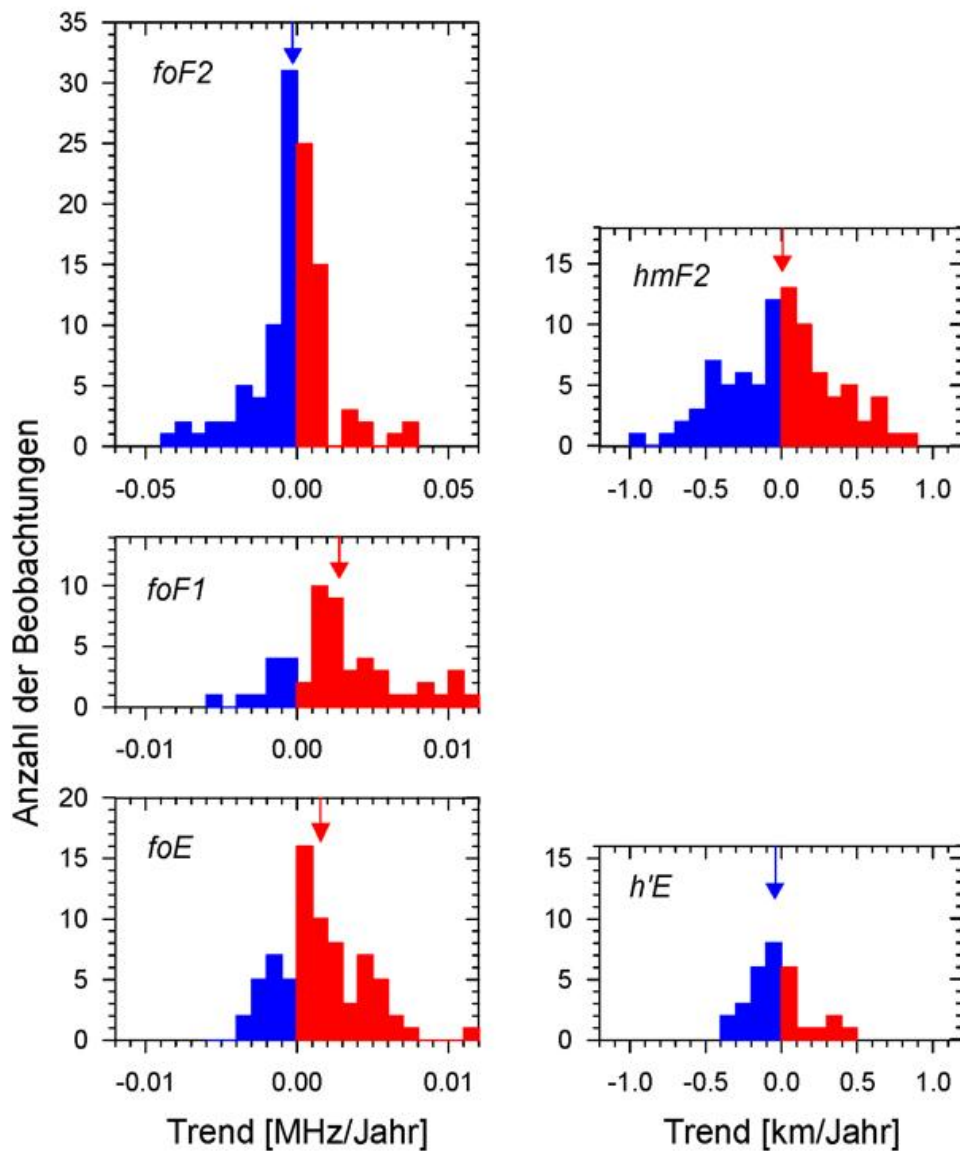 35
30
25
20
15
10
5
0
foF2
-0.05 0.00 0.05
15
10
5
0
hmF2
-1.0 -0.5 0.0 0.5 1.0
10
5
0
foF1
-0.01 0.00 0.01
20
15
10
5
0
foE
-0.01 0.00 0.01
15
10
5
0
h'E
-1.0 -0.5 0.0 0.5 1.0
Anzahl der Beobachtungen
Trend [MHz/Jahr]
Trend [km/Jahr]